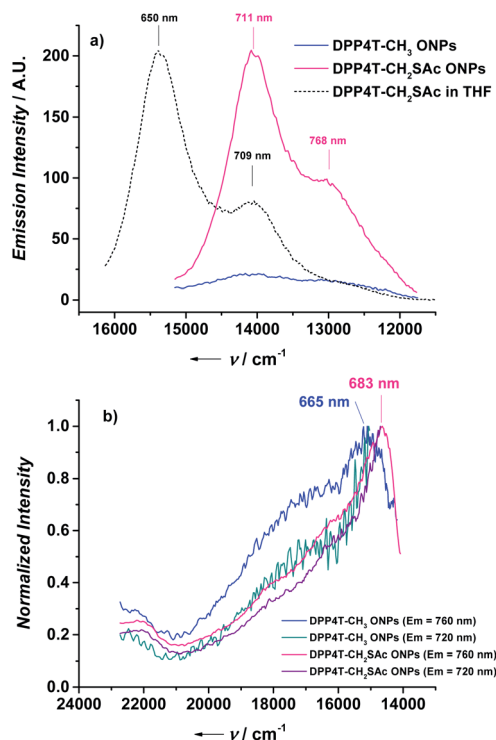 a)
650 nm
711 nm
768 nm
709 nm
DPP4T-CH₃ ONPs
DPP4T-CH₂SAc ONPs
DPP4T-CH₂SAc in THF
Emission Intensity / A.U.
200
150
100
50
0
16000 15000 14000 13000 12000
← ν / cm⁻¹
b)
683 nm
665 nm
Normalized Intensity
1.0
0.8
0.6
0.4
0.2
0.0
DPP4T-CH₃ ONPs (Em = 760 nm)
DPP4T-CH₃ ONPs (Em = 720 nm)
DPP4T-CH₂SAc ONPs (Em = 760 nm)
DPP4T-CH₂SAc ONPs (Em = 720 nm)
24000 22000 20000 18000 16000 14000
← ν / cm⁻¹